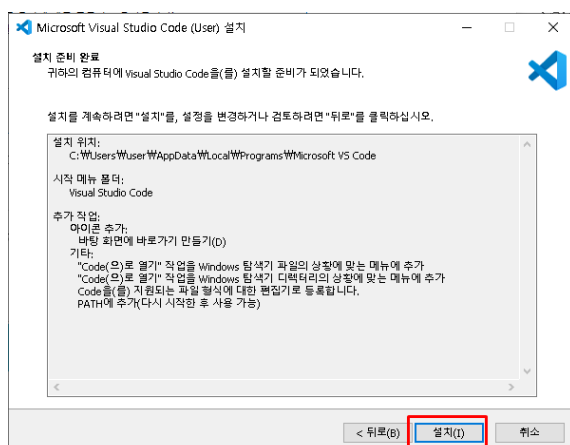 Microsoft Visual Studio Code (User) 설치
설치 준비 완료
귀하의 컴퓨터에 Visual Studio Code을(를) 설치할 준비가 되었습니다.
설치를 계속하려면 "설치"를, 설정을 변경하거나 검토하려면 "뒤로"를 클릭하십시오.
설치 위치:
C:₩Users₩user₩AppData₩Local₩Programs₩Microsoft VS Code
시작 메뉴 폴더:
Visual Studio Code
추가 작업:
아이콘 추가:
바탕 화면에 바로가기 만들기(D)
기타:
"Code(으)로 열기" 작업을 Windows 탐색기 파일의 상황에 맞는 메뉴에 추가
"Code(으)로 열기" 작업을 Windows 탐색기 디렉터리의 상황에 맞는 메뉴에 추가
Code을(를) 지원되는 파일 형식에 대한 편집기로 등록합니다.
PATH에 추가(다시 시작한 후 사용 가능)
< 뒤로(B)
설치(I)
취소